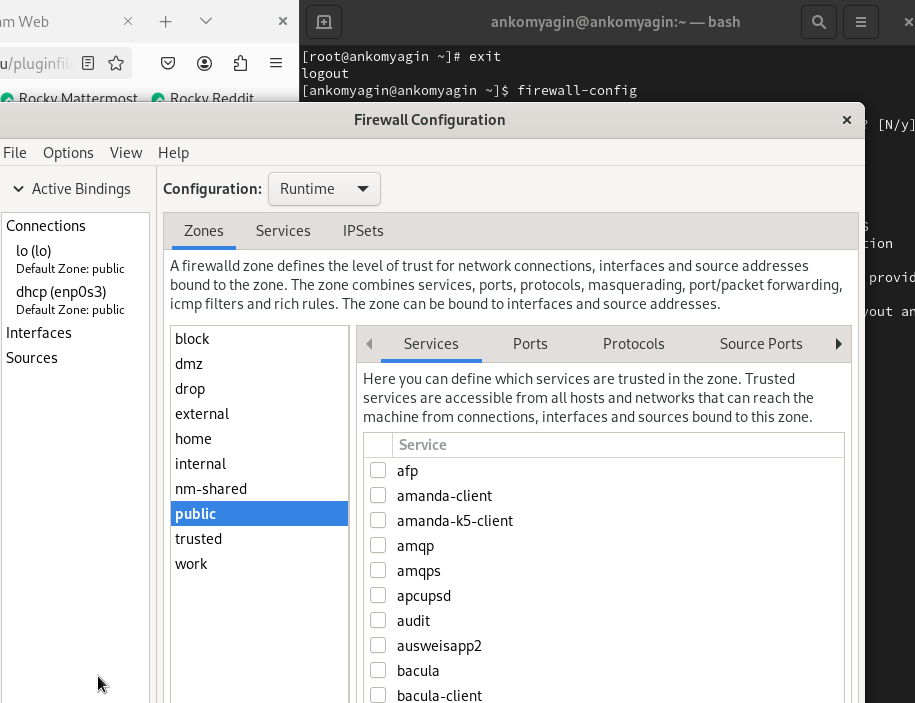 am Web
ankomyagin@ankomyagin:~ — bash
u/pluginfil
[root@ankomyagin ~]# exit
logout
[ankomyagin@ankomyagin ~]$ firewall-config
Rocky Mattermost
Rocky Reddit
? [N/y]
Firewall Configuration
File
Options
View
Help
Active Bindings
Configuration:
Runtime
Connections
lo (lo)
Default Zone: public
dhcp (enp0s3)
Default Zone: public
Interfaces
Sources
Zones
Services
IPSets
A firewalld zone defines the level of trust for network connections, interfaces and source addresses
bound to the zone. The zone combines services, ports, protocols, masquerading, port/packet forwarding,
icmp filters and rich rules. The zone can be bound to interfaces and source addresses.
block
dmz
drop
external
home
internal
nm-shared
public
trusted
work
Services
Ports
Protocols
Source Ports
Here you can define which services are trusted in the zone. Trusted
services are accessible from all hosts and networks that can reach the
machine from connections, interfaces and sources bound to this zone.
Service
afp
amanda-client
amanda-k5-client
amqp
amqps
apcupsd
audit
ausweisapp2
bacula
bacula-client
tion
provid
yout an